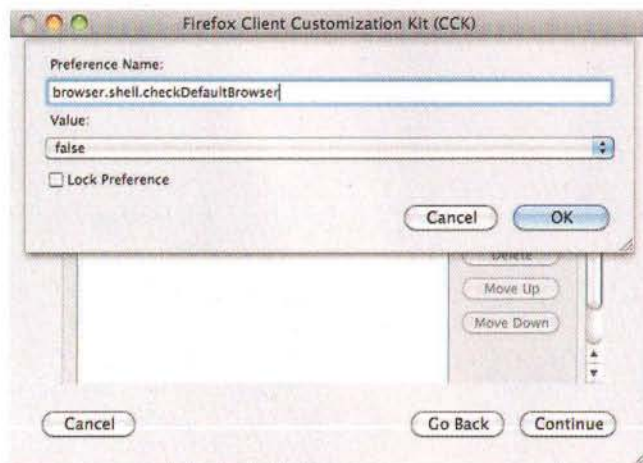 Firefox Client Customization Kit (CCK)
Preference Name:
browser.shell.checkDefaultBrowser
Value:
false
Lock Preference
Cancel
OK
Delete
Move Up
Move Down
Cancel
Go Back
Continue